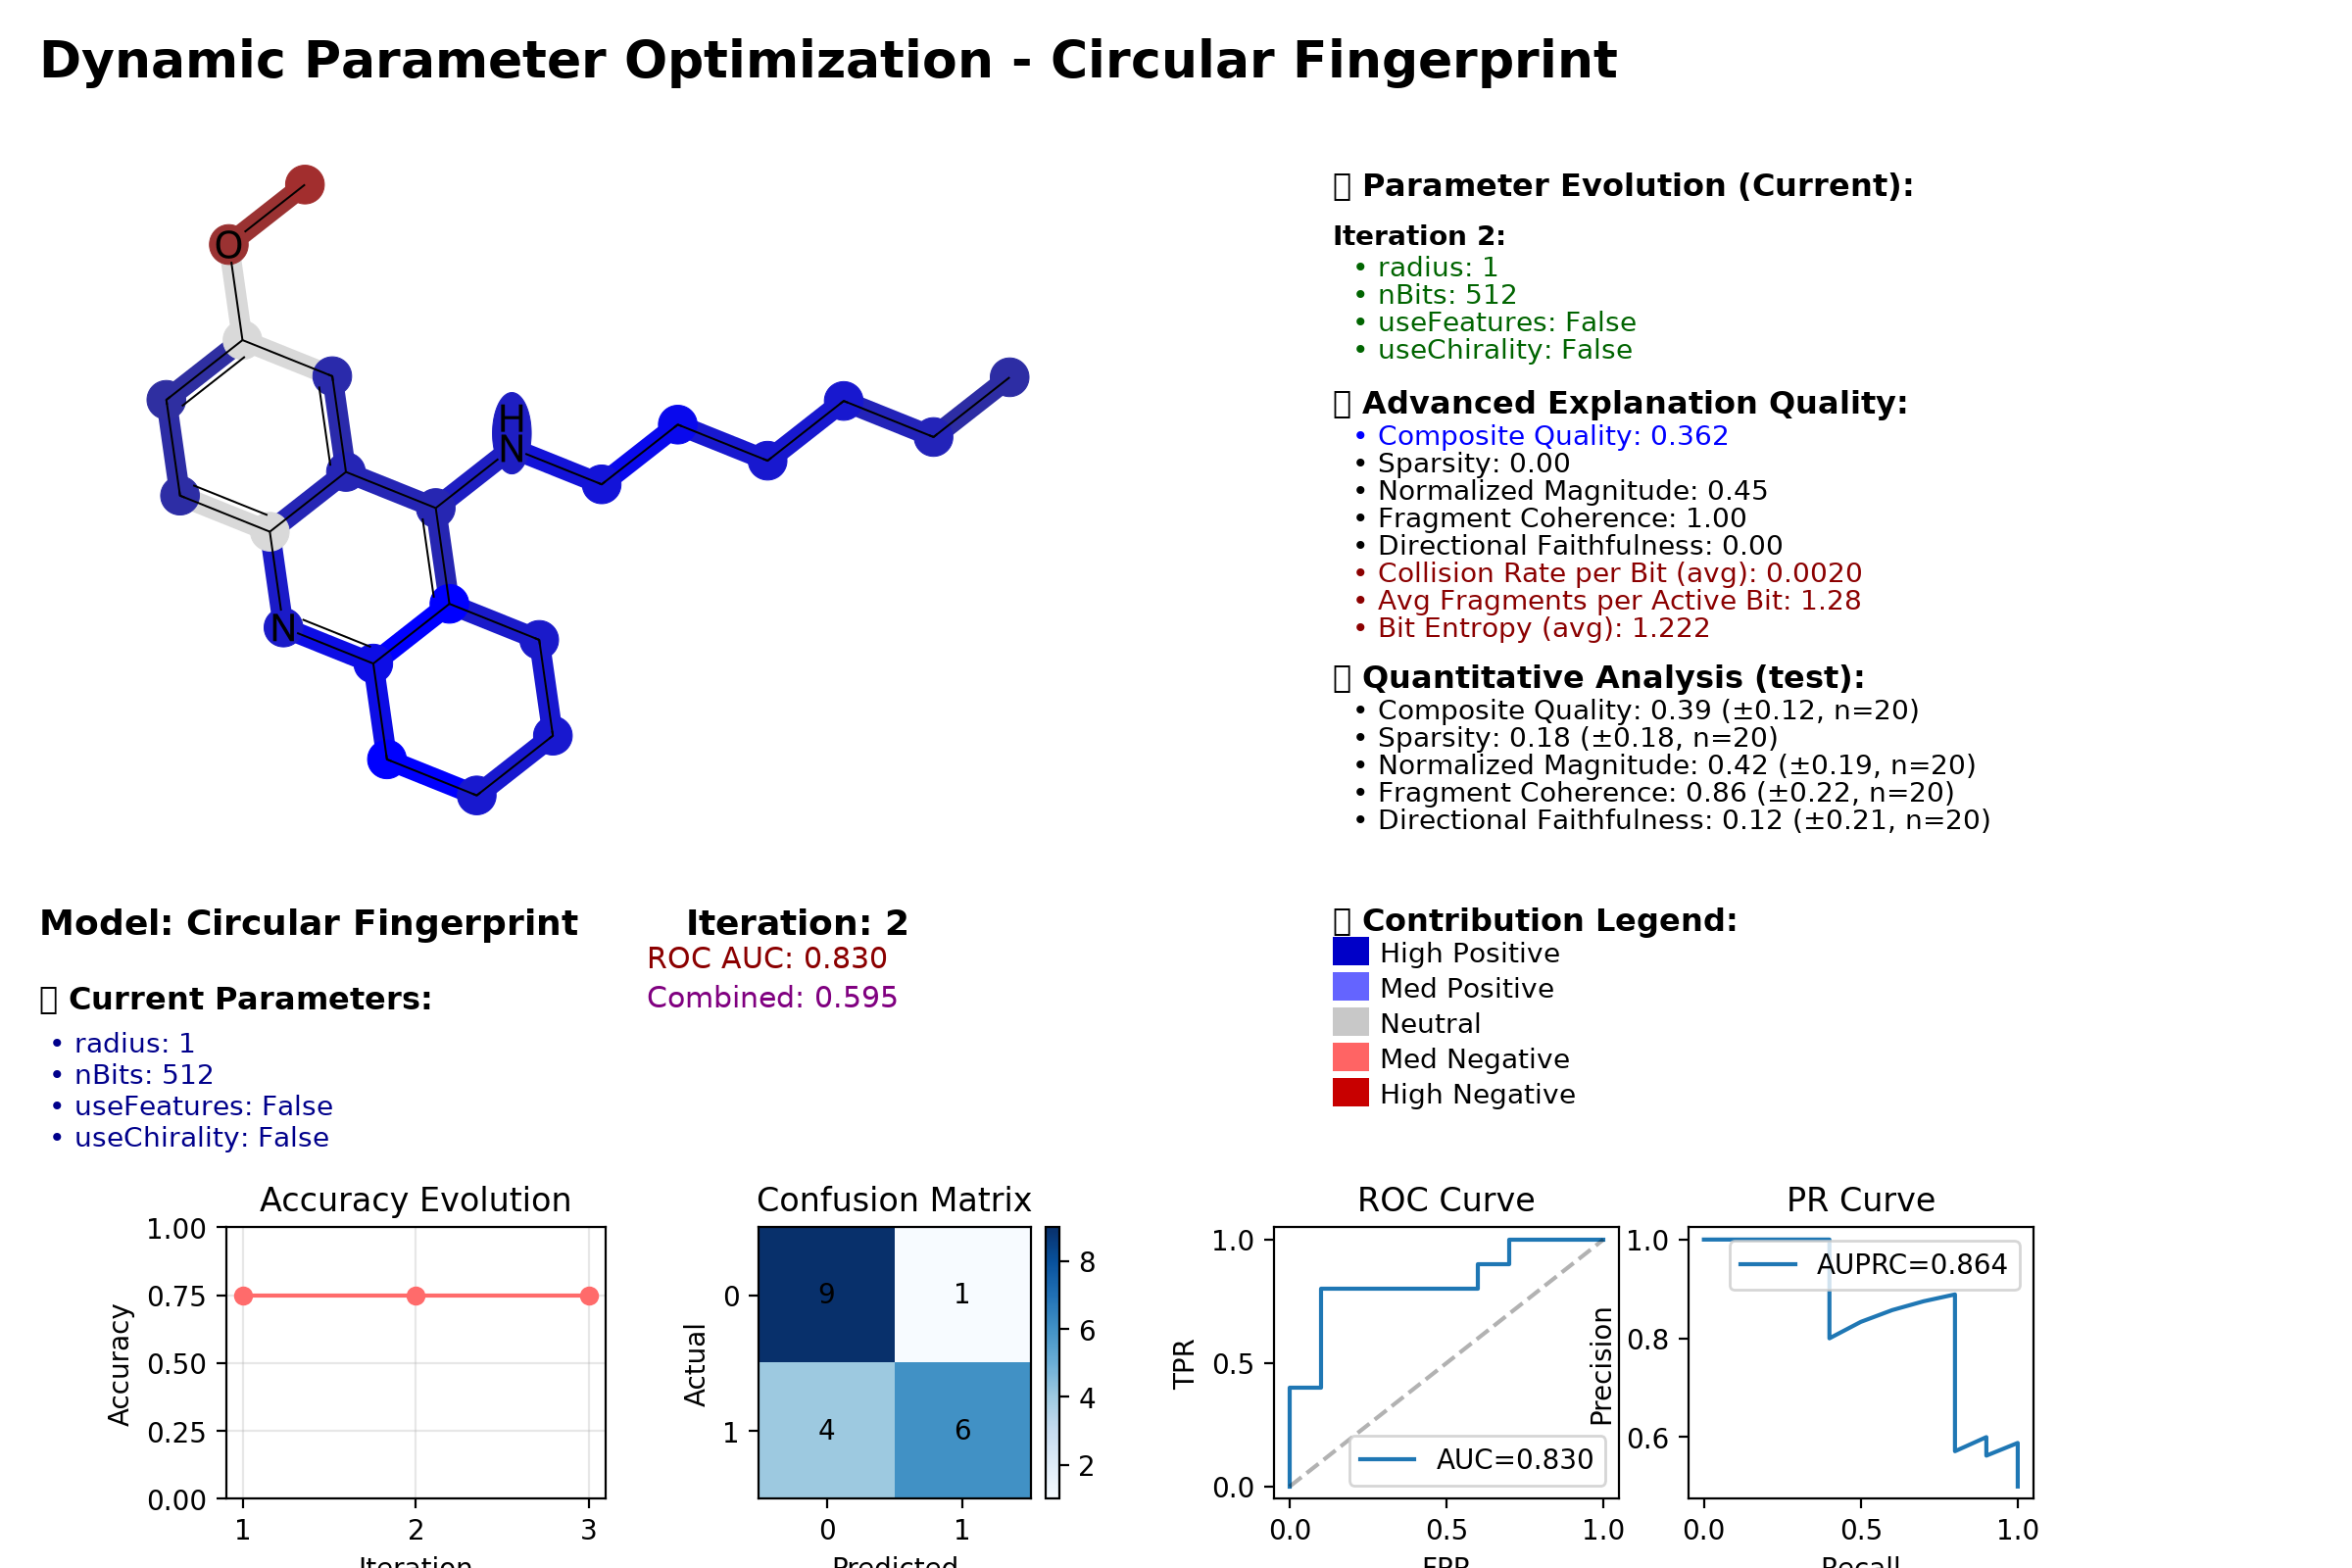 Dynamic Parameter Optimization - Circular Fingerprint
O
H
N
N
Parameter Evolution (Current):
Iteration 2:
• radius: 1
• nBits: 512
• useFeatures: False
• useChirality: False
Advanced Explanation Quality:
• Composite Quality: 0.362
• Sparsity: 0.00
• Normalized Magnitude: 0.45
• Fragment Coherence: 1.00
• Directional Faithfulness: 0.00
• Collision Rate per Bit (avg): 0.0020
• Avg Fragments per Active Bit: 1.28
• Bit Entropy (avg): 1.222
Quantitative Analysis (test):
• Composite Quality: 0.39 (±0.12, n=20)
• Sparsity: 0.18 (±0.18, n=20)
• Normalized Magnitude: 0.42 (±0.19, n=20)
• Fragment Coherence: 0.86 (±0.22, n=20)
• Directional Faithfulness: 0.12 (±0.21, n=20)
Model: Circular Fingerprint
Iteration: 2
ROC AUC: 0.830
Combined: 0.595
Current Parameters:
• radius: 1
• nBits: 512
• useFeatures: False
• useChirality: False
Contribution Legend:
High Positive
Med Positive
Neutral
Med Negative
High Negative
Accuracy Evolution
1.00
0.75
0.50
0.25
0.00
Accuracy
1 2 3
Iteration
Confusion Matrix
Actual
0
1
9 1
4 6
0 1
Predicted
8
6
4
2
ROC Curve
TPR
1.0
0.5
0.0
AUC=0.830
0.0 0.5 1.0
FPR
PR Curve
Precision
1.0
0.8
0.6
AUPRC=0.864
0.0 0.5 1.0
Recall